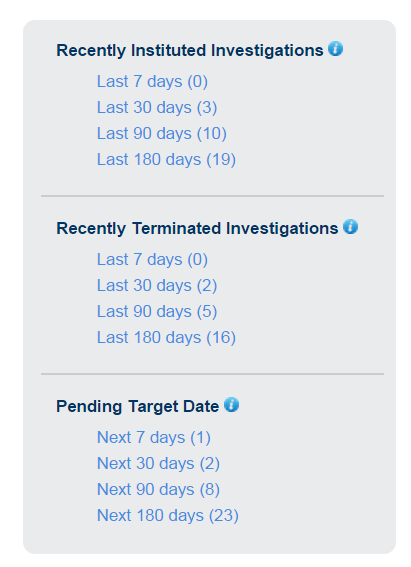 Recently Instituted Investigations
Last 7 days (0)
Last 30 days (3)
Last 90 days (10)
Last 180 days (19)
Recently Terminated Investigations
Last 7 days (0)
Last 30 days (2)
Last 90 days (5)
Last 180 days (16)
Pending Target Date
Next 7 days (1)
Next 30 days (2)
Next 90 days (8)
Next 180 days (23)